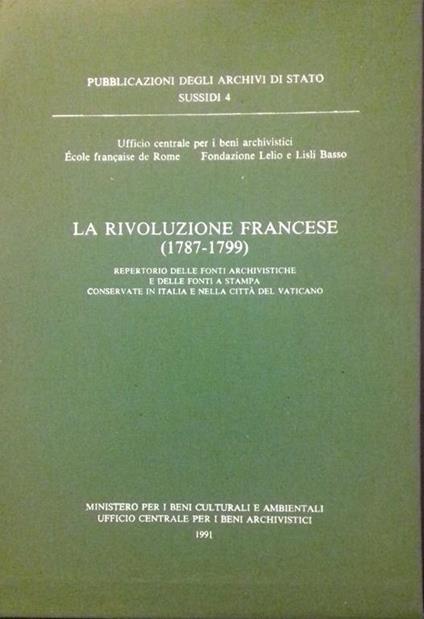 PUBBLICAZIONI DEGLI ARCHIVI DI STATO
SUSSIDI 4
Ufficio centrale per i beni archivistici
École française de Rome Fondazione Lelio e Lisli Basso
LA RIVOLUZIONE FRANCESE
(1787-1799)
REPERTORIO DELLE FONTI ARCHIVISTICHE
E DELLE FONTI A STAMPA
CONSERVATE IN ITALIA E NELLA CITTÀ DEL VATICANO
MINISTERO PER I BENI CULTURALI E AMBIENTALI
UFFICIO CENTRALE PER I BENI ARCHIVISTICI
1991